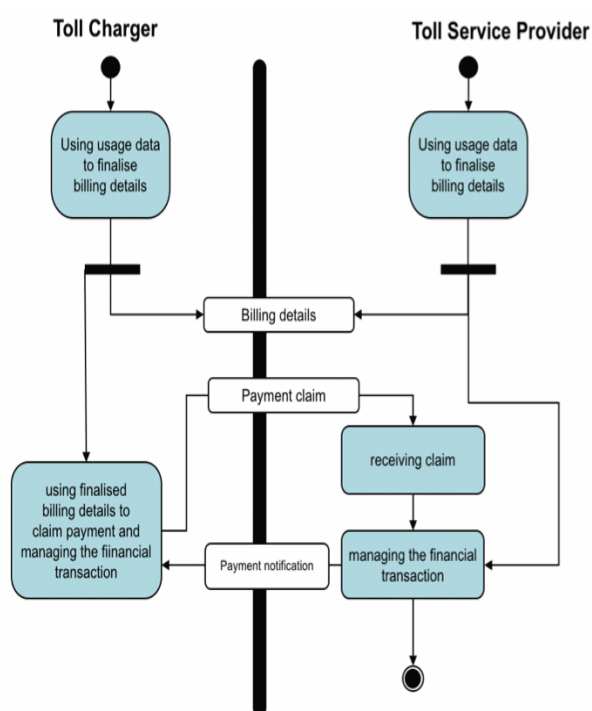 Toll Charger
Toll Service Provider
Using usage data
to finalise
billing details
Using usage data
to finalise
billing details
Billing details
Payment claim
receiving claim
using finalised
billing details to
claim payment and
managing the fiinancial
transaction
Payment notification
managing the fiinancial
transaction